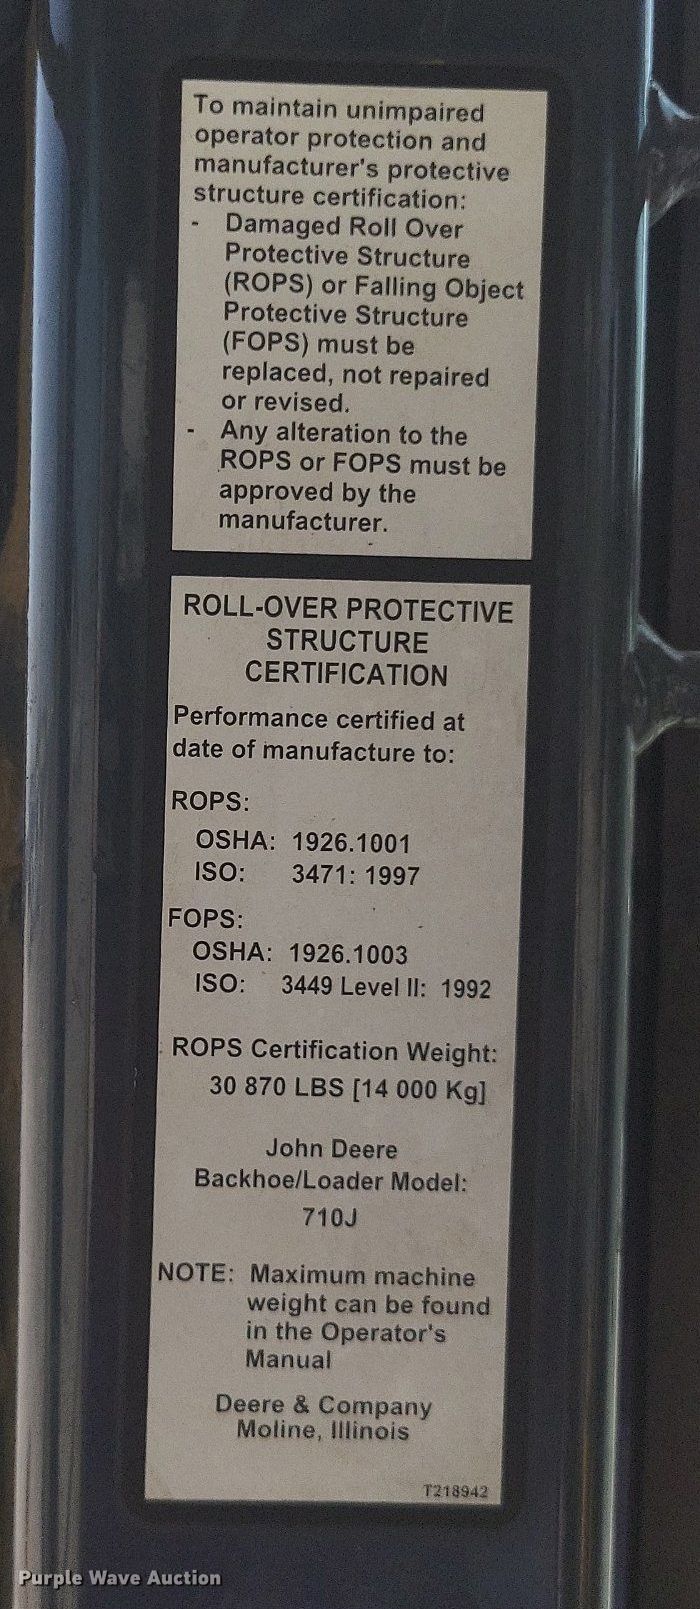 To maintain unimpaired
operator protection and
manufacturer's protective
structure certification:
- Damaged Roll Over
Protective Structure
(ROPS) or Falling Object
Protective Structure
(FOPS) must be
replaced, not repaired
or revised.
- Any alteration to the
ROPS or FOPS must be
approved by the
manufacturer.
ROLL-OVER PROTECTIVE
STRUCTURE
CERTIFICATION
Performance certified at
date of manufacture to:
ROPS:
OSHA: 1926.1001
ISO: 3471: 1997
FOPS:
OSHA: 1926.1003
ISO: 3449 Level II: 1992
ROPS Certification Weight:
30 870 LBS [14 000 Kg]
John Deere
Backhoe/Loader Model:
710J
NOTE: Maximum machine
weight can be found
in the Operator's
Manual
Deere & Company
Moline, Illinois
T218942
Purple Wave Auction